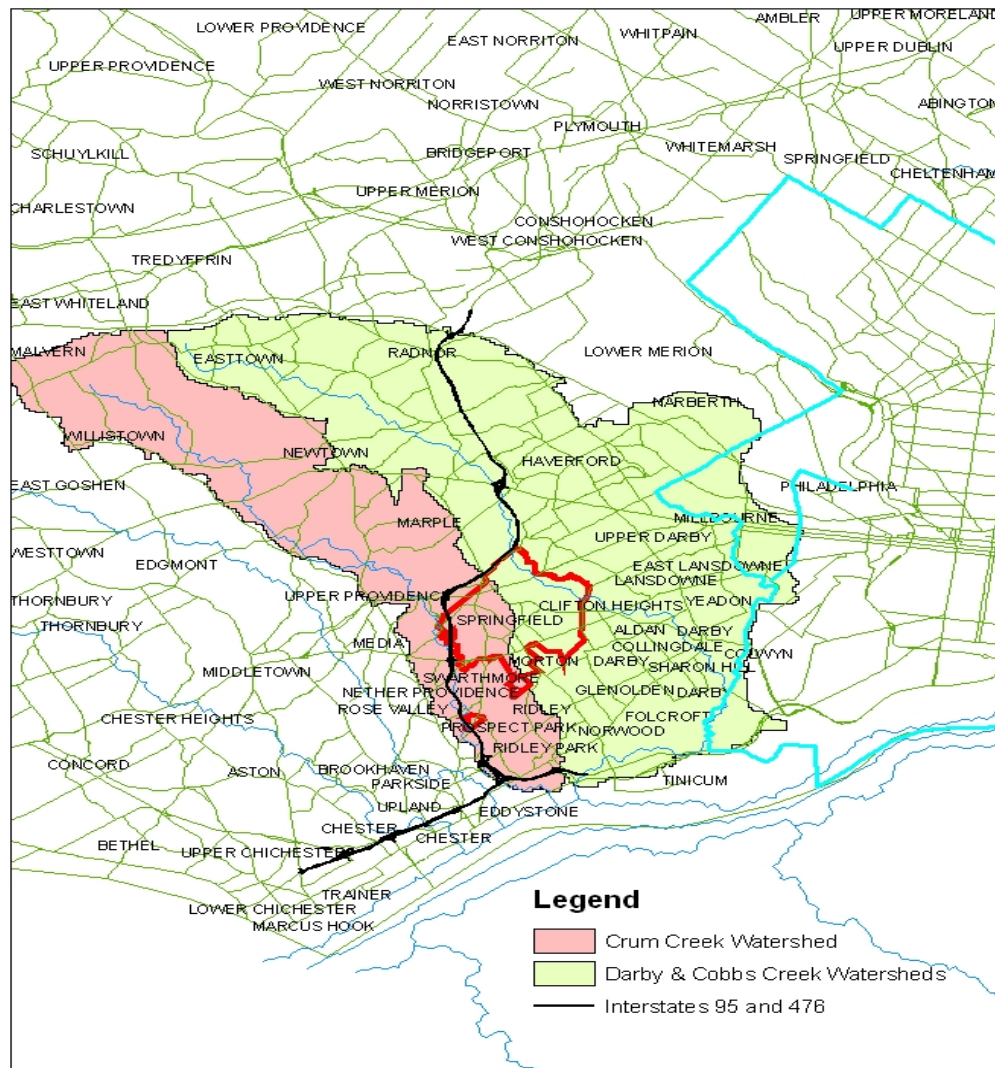 LOWER PROVIDENCE
AMBLER
UPPER MORELAND
EAST NORRITON
WHITPAIN
UPPER DUBLIN
UPPER PROVIDENCE
WEST NORRITON
NORRISTOWN
ABINGTON
PLYMOUTH
SCHUYLKILL
BRIDGEPORT
WHITEMARSH
SPRINGFIELD
CHELTENHAM
UPPER MERION
CHARLESTOWN
CONSHOHOCKEN
WEST CONSHOHOCKEN
TREDYFFRIN
EAST WHITELAND
MALVERN
EASTTOWN
RADNOR
LOWER MERION
NARBERTH
WILLISTOWN
NEWTOWN
HAVERFORD
EAST GOSHEN
PHILADELPHIA
MARPLE
MILLBOURNE
UPPER DARBY
WESTTOWN
EDGMONT
EAST LANSDOWNE
LANSDOWNE
THORNBURY
UPPER PROVIDENCE
CLIFTON HEIGHTS
YEADON
THORNBURY
SPRINGFIELD
ALDAN
DARBY
MEDIA
COLLINGDALE
COLWYN
MIDDLETOWN
MORTON
DARBY
SHARON HILL
SWARTHMORE
NETHER PROVIDENCE
GLENOLDEN
DARBY
ROSE VALLEY
RIDLEY
CHESTER HEIGHTS
FOLCROFT
PROSPECT PARK
NORWOOD
RIDLEY PARK
CONCORD
ASTON
BROOKHAVEN
PARKSIDE
TINICUM
UPLAND
EDDYSTONE
CHESTER
CHESTER
BETHEL
UPPER CHICHESTER
TRAINER
LOWER CHICHESTER
MARCUS HOOK
Legend
Crum Creek Watershed
Darby & Cobbs Creek Watersheds
Interstates 95 and 476